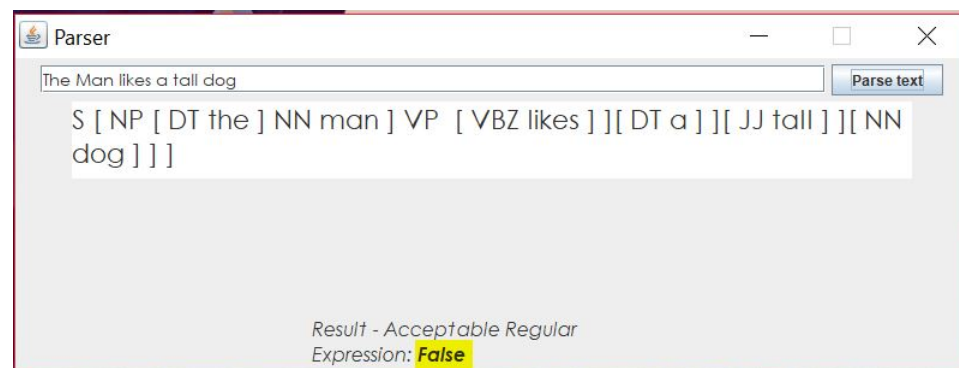 Parser
The Man likes a tall dog
Parse text
S [ NP [ DT the ] NN man ] VP [ VBZ likes ] ][ DT a ] ][ JJ tall ] ][ NN
dog ] ] ]
Result - Acceptable Regular
Expression: False